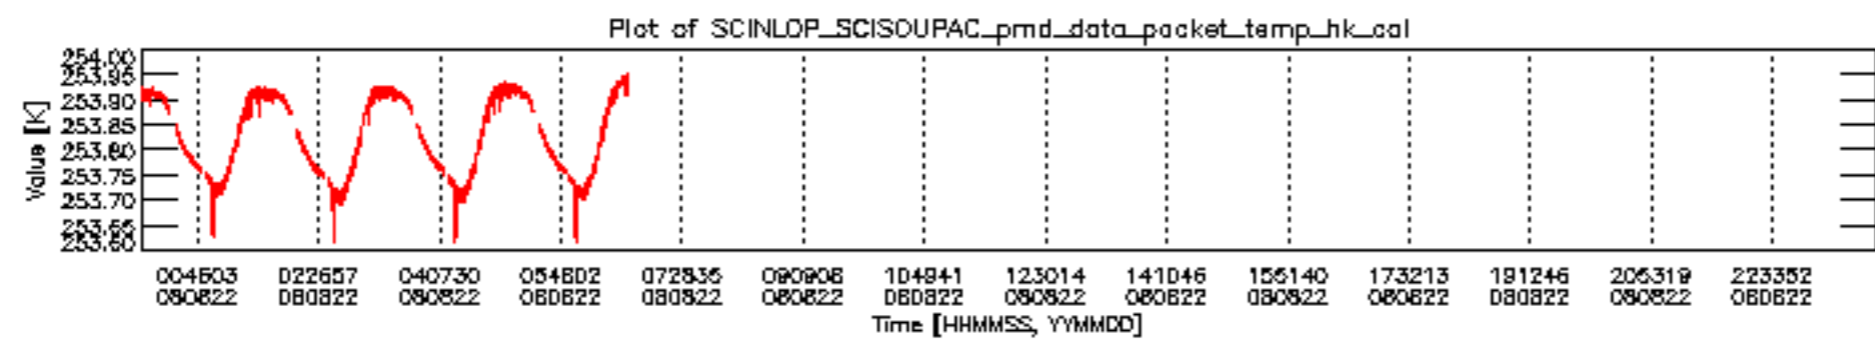 Plot of SCINLOP_SCISOUPAC_pmd_data_packet_temp_hk_cal
Value [K]
254.00
253.95
253.90
253.85
253.80
253.75
253.70
253.65
253.60
004603 022657 040730 054602 072835 090908 104941 123014 141046 155140 173213 191246 205319 223352
080822 080822 080822 080822 080822 080822 080822 080822 080822 080822 080822 080822 080822 080822
Time [HHMMSS, YYMMDD]